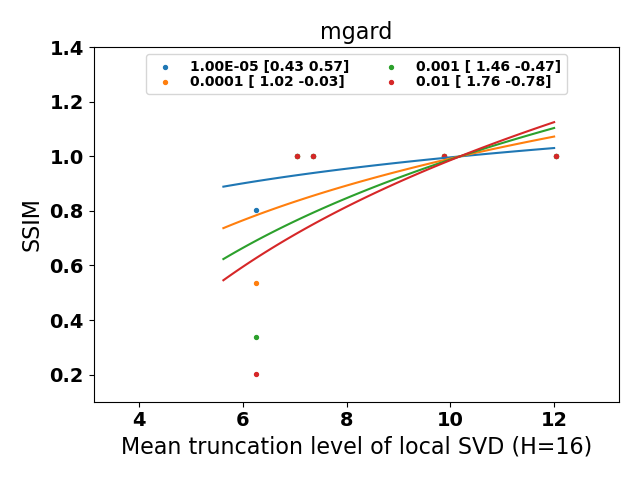 mgard
1.00E-05 [0.43 0.57]
0.0001 [ 1.02 -0.03]
0.001 [ 1.46 -0.47]
0.01 [ 1.76 -0.78]
SSIM
1.4
1.2
1.0
0.8
0.6
0.4
0.2
4 6 8 10 12
Mean truncation level of local SVD (H=16)